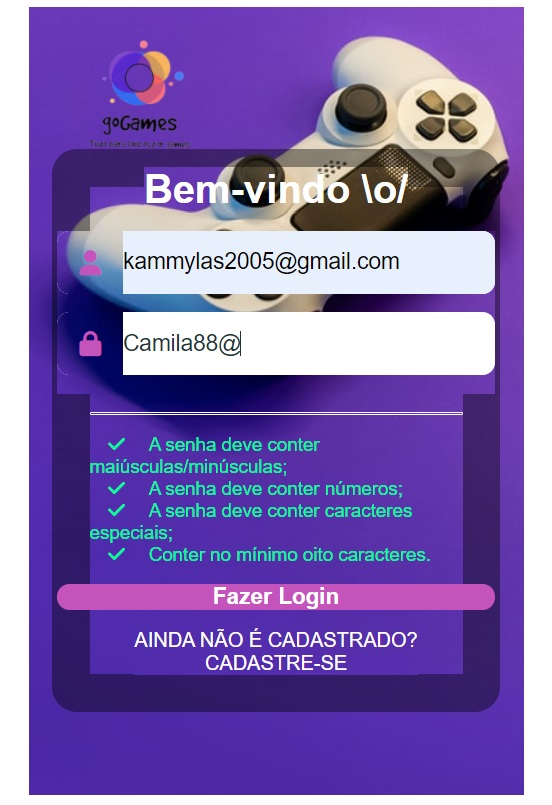 goGames
Bem-vindo \o/
kammylas2005@gmail.com
Camila88@
A senha deve conter
maiúsculas/minúsculas;
A senha deve conter números;
A senha deve conter caracteres
especiais;
Conter no mínimo oito caracteres.
Fazer Login
AINDA NÃO É CADASTRADO?
CADASTRE-SE